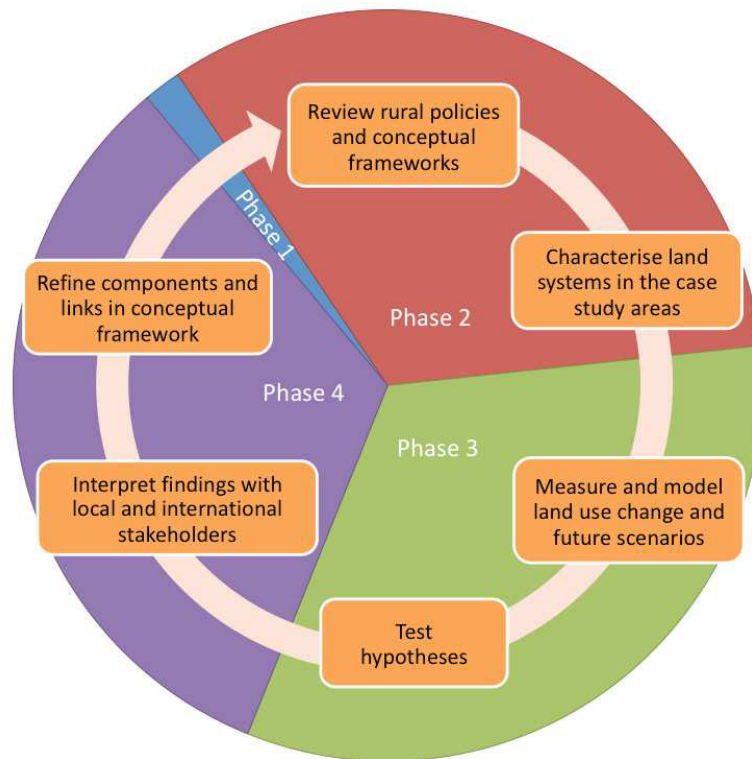 Review rural policies
and conceptual
frameworks
Phase 1
Characterise land
systems in the case
study areas
Refine components and
links in conceptual
framework
Phase 2
Phase 4
Phase 3
Interpret findings with
local and international
stakeholders
Measure and model
land use change and
future scenarios
Test
hypotheses